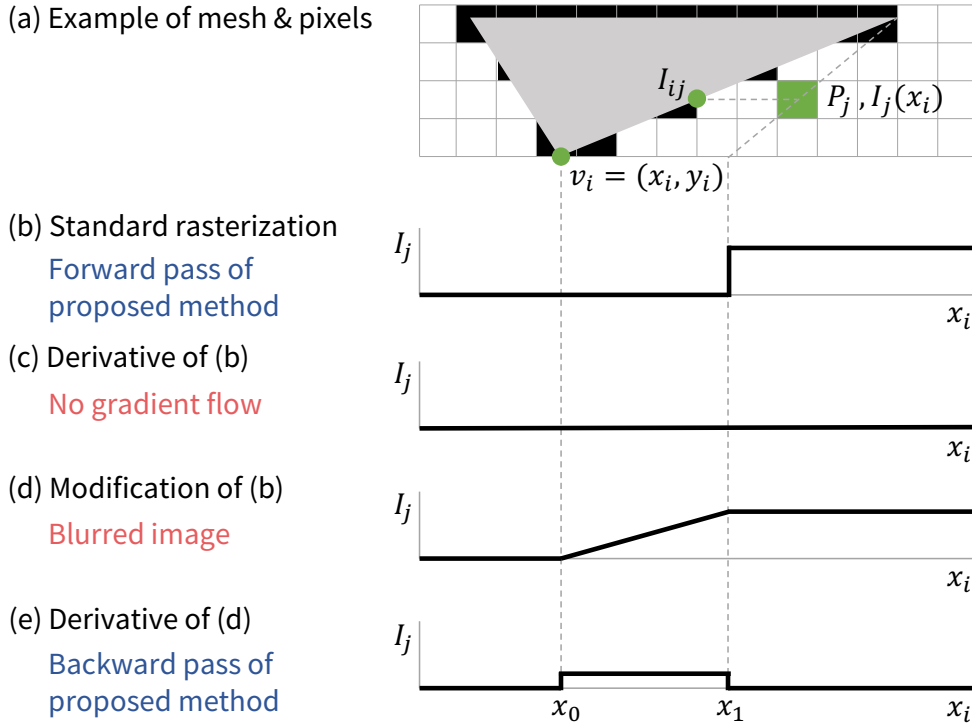 (a) Example of mesh & pixels
I_{ij}
P_j , I_j(x_i)
v_i = (x_i, y_i)
(b) Standard rasterization
Forward pass of
proposed method
I_j
x_i
(c) Derivative of (b)
No gradient flow
I_j
x_i
(d) Modification of (b)
Blurred image
I_j
x_i
(e) Derivative of (d)
Backward pass of
proposed method
I_j
x_0
x_1
x_i